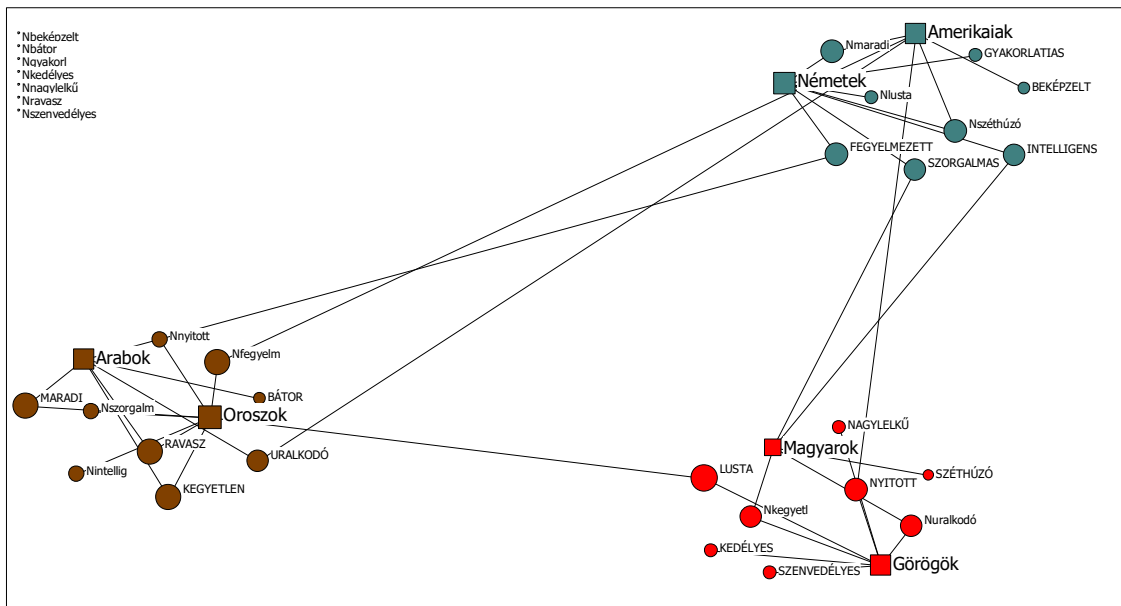 Nbeképzelt
Nbátor
Ngyakorl
Nkedélyes
Nnagylelkű
Nravasz
Nszenvedélyes
Amerikaiak
Nmaradi
GYAKORLATIAS
Németek
BEKÉPZELT
Nlusta
Nszéthúzó
FEGYELMEZETT
INTELLIGENS
SZORGALMAS
Nnyitott
Arabok
Nfegyelm
BÁTOR
MARADI
Nszorgalm
Oroszok
RAVASZ
URALKODÓ
Nintellig
KEGYETLEN
NAGYLELKŰ
Magyarok
LUSTA
SZÉTHÚZÓ
NYITOTT
Nkegyetl
Nuralkodó
KEDÉLYES
Görögök
SZENVEDÉLYES